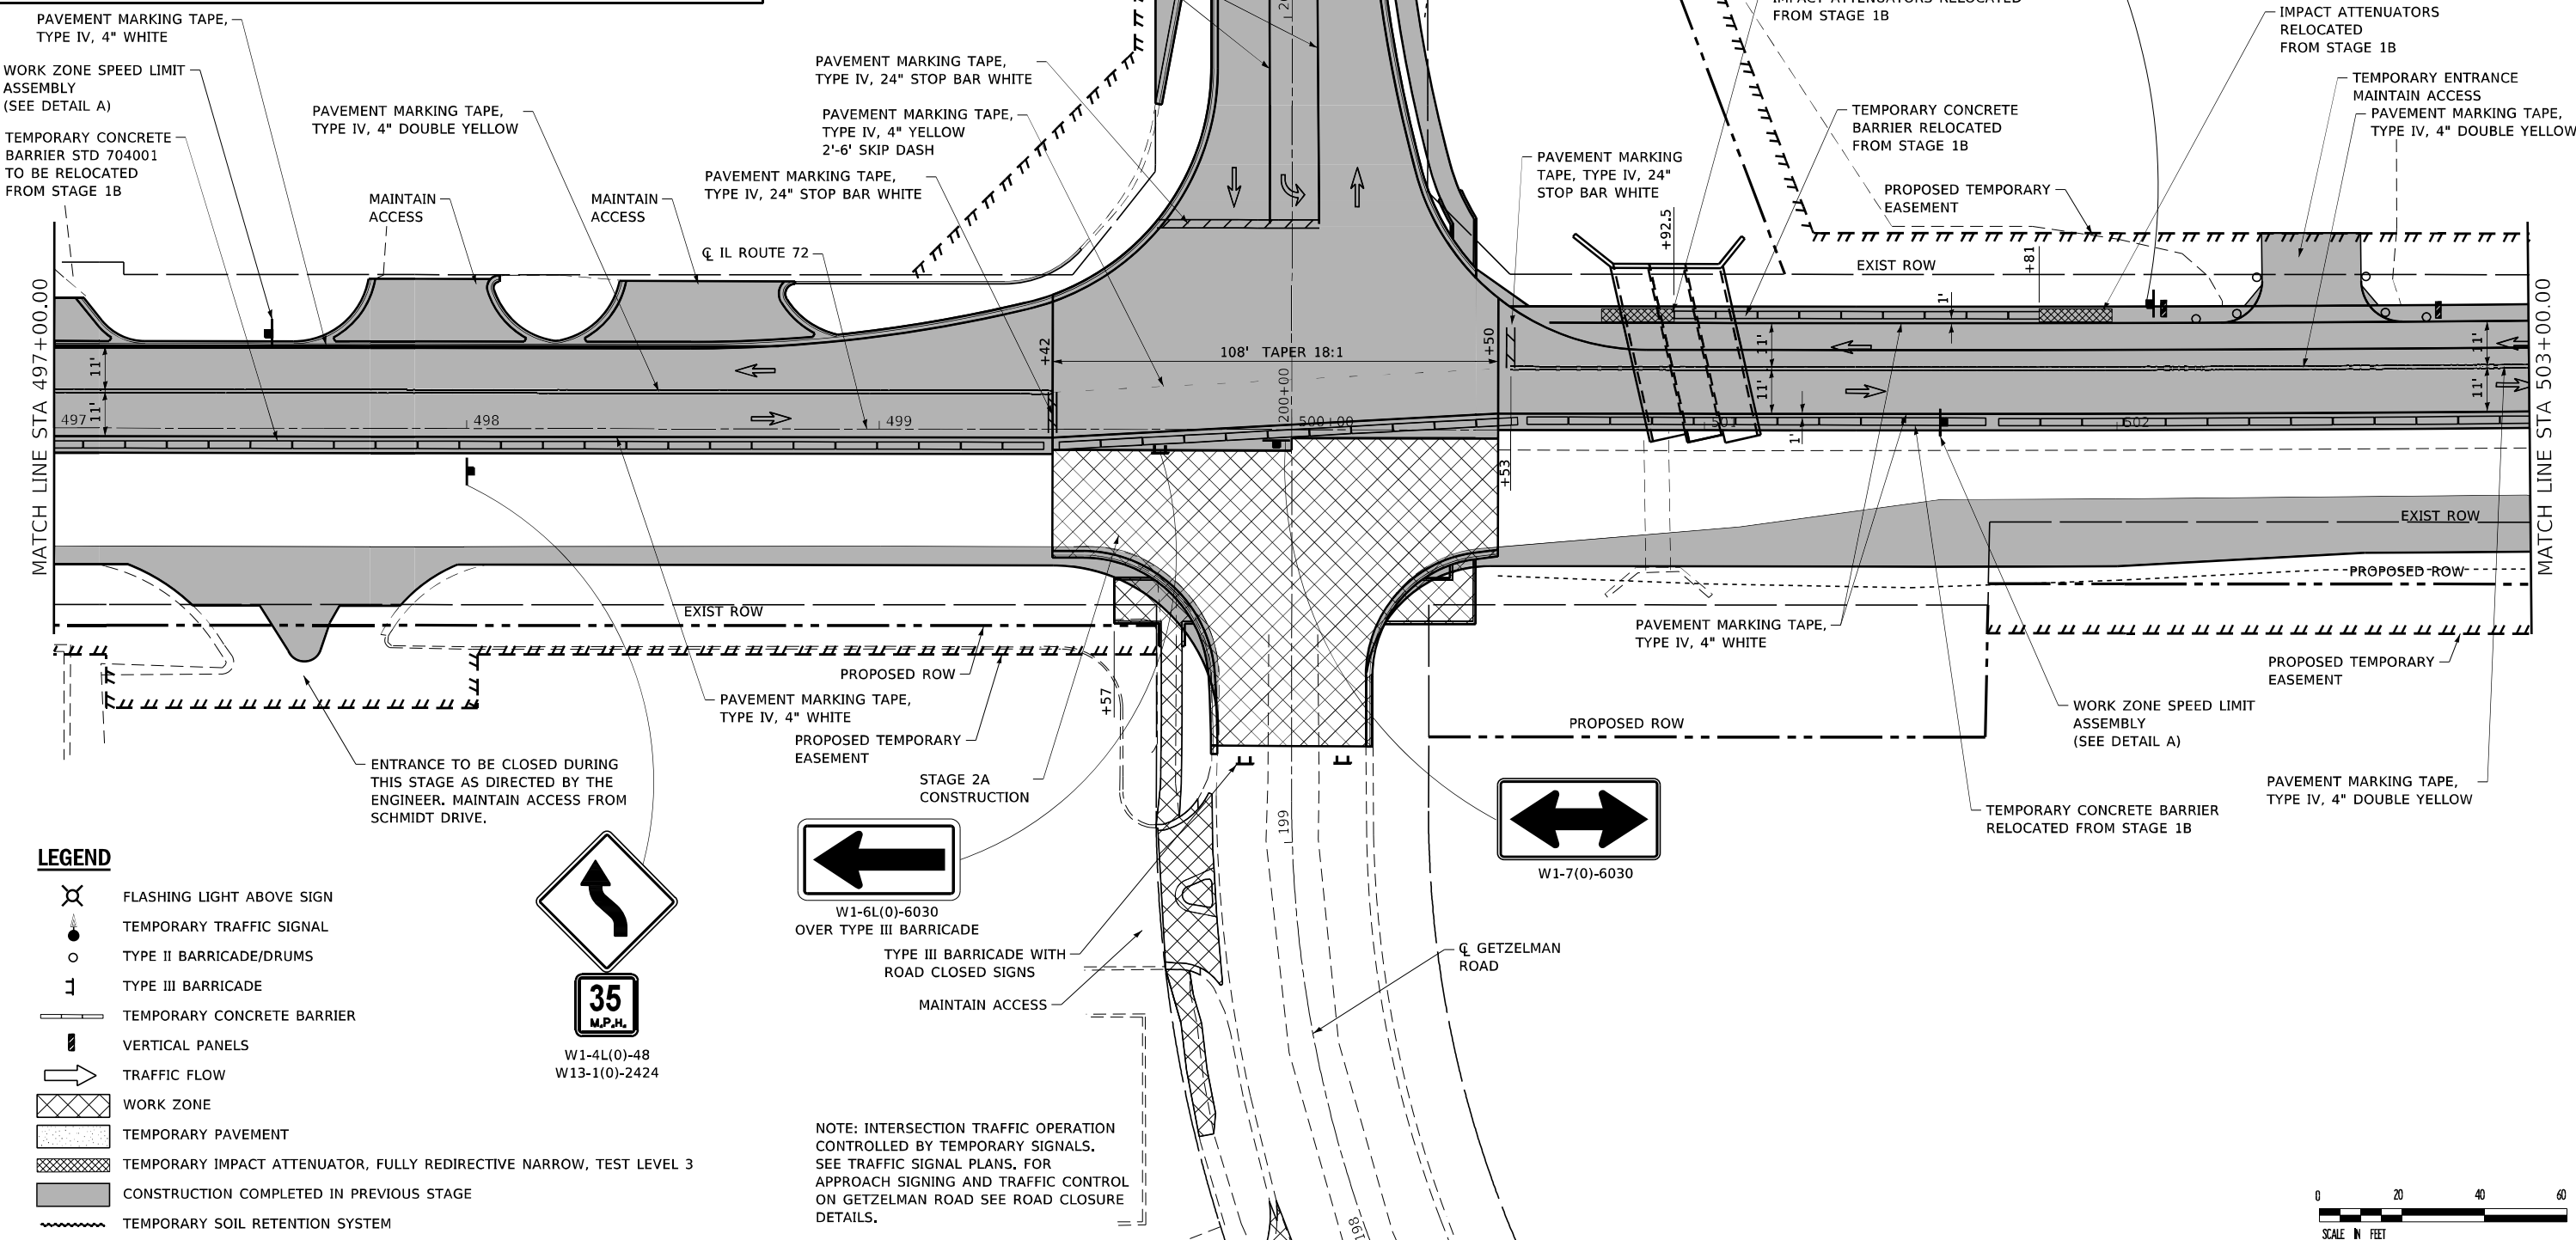 PAVEMENT MARKING TAPE,
TYPE IV, 4" WHITE
WORK ZONE SPEED LIMIT
ASSEMBLY
(SEE DETAIL A)
TEMPORARY CONCRETE
BARRIER STD 704001
TO BE RELOCATED
FROM STAGE 1B
PAVEMENT MARKING TAPE,
TYPE IV, 4" DOUBLE YELLOW
MAINTAIN
ACCESS
MAINTAIN
ACCESS
PAVEMENT MARKING TAPE,
TYPE IV, 24" STOP BAR WHITE
PAVEMENT MARKING TAPE,
TYPE IV, 4" YELLOW
2'-6' SKIP DASH
PAVEMENT MARKING TAPE,
TYPE IV, 24" STOP BAR WHITE
℄ IL ROUTE 72
IMPACT ATTENUATORS RELOCATED
FROM STAGE 1B
IMPACT ATTENUATORS
RELOCATED
FROM STAGE 1B
TEMPORARY ENTRANCE
MAINTAIN ACCESS
PAVEMENT MARKING TAPE,
TYPE IV, 4" DOUBLE YELLOW
TEMPORARY CONCRETE
BARRIER RELOCATED
FROM STAGE 1B
PAVEMENT MARKING
TAPE, TYPE IV, 24"
STOP BAR WHITE
PROPOSED TEMPORARY
EASEMENT
+92.5
+81
EXIST ROW
MATCH LINE STA 497+00.00
MATCH LINE STA 503+00.00
11'
11'
497
498
499
+42
108' TAPER 18:1
+50
200+00
500+00
+53
1'
11'
11'
1'
501
502
11'
11'
EXIST ROW
PROPOSED ROW
EXIST ROW
PROPOSED ROW
+57
PAVEMENT MARKING TAPE,
TYPE IV, 4" WHITE
PROPOSED TEMPORARY
EASEMENT
STAGE 2A
CONSTRUCTION
PAVEMENT MARKING TAPE,
TYPE IV, 4" WHITE
PROPOSED ROW
PROPOSED TEMPORARY
EASEMENT
WORK ZONE SPEED LIMIT
ASSEMBLY
(SEE DETAIL A)
PAVEMENT MARKING TAPE,
TYPE IV, 4" DOUBLE YELLOW
TEMPORARY CONCRETE BARRIER
RELOCATED FROM STAGE 1B
ENTRANCE TO BE CLOSED DURING
THIS STAGE AS DIRECTED BY THE
ENGINEER. MAINTAIN ACCESS FROM
SCHMIDT DRIVE.
199
W1-7(0)-6030
W1-6L(0)-6030
OVER TYPE III BARRICADE
TYPE III BARRICADE WITH
ROAD CLOSED SIGNS
MAINTAIN ACCESS
℄ GETZELMAN
ROAD
198
35
M.P.H.
W1-4L(0)-48
W13-1(0)-2424
LEGEND
FLASHING LIGHT ABOVE SIGN
TEMPORARY TRAFFIC SIGNAL
TYPE II BARRICADE/DRUMS
TYPE III BARRICADE
TEMPORARY CONCRETE BARRIER
VERTICAL PANELS
TRAFFIC FLOW
WORK ZONE
TEMPORARY PAVEMENT
TEMPORARY IMPACT ATTENUATOR, FULLY REDIRECTIVE NARROW, TEST LEVEL 3
CONSTRUCTION COMPLETED IN PREVIOUS STAGE
TEMPORARY SOIL RETENTION SYSTEM
NOTE: INTERSECTION TRAFFIC OPERATION
CONTROLLED BY TEMPORARY SIGNALS.
SEE TRAFFIC SIGNAL PLANS. FOR
APPROACH SIGNING AND TRAFFIC CONTROL
ON GETZELMAN ROAD SEE ROAD CLOSURE
DETAILS.
0 20 40 60
SCALE IN FEET